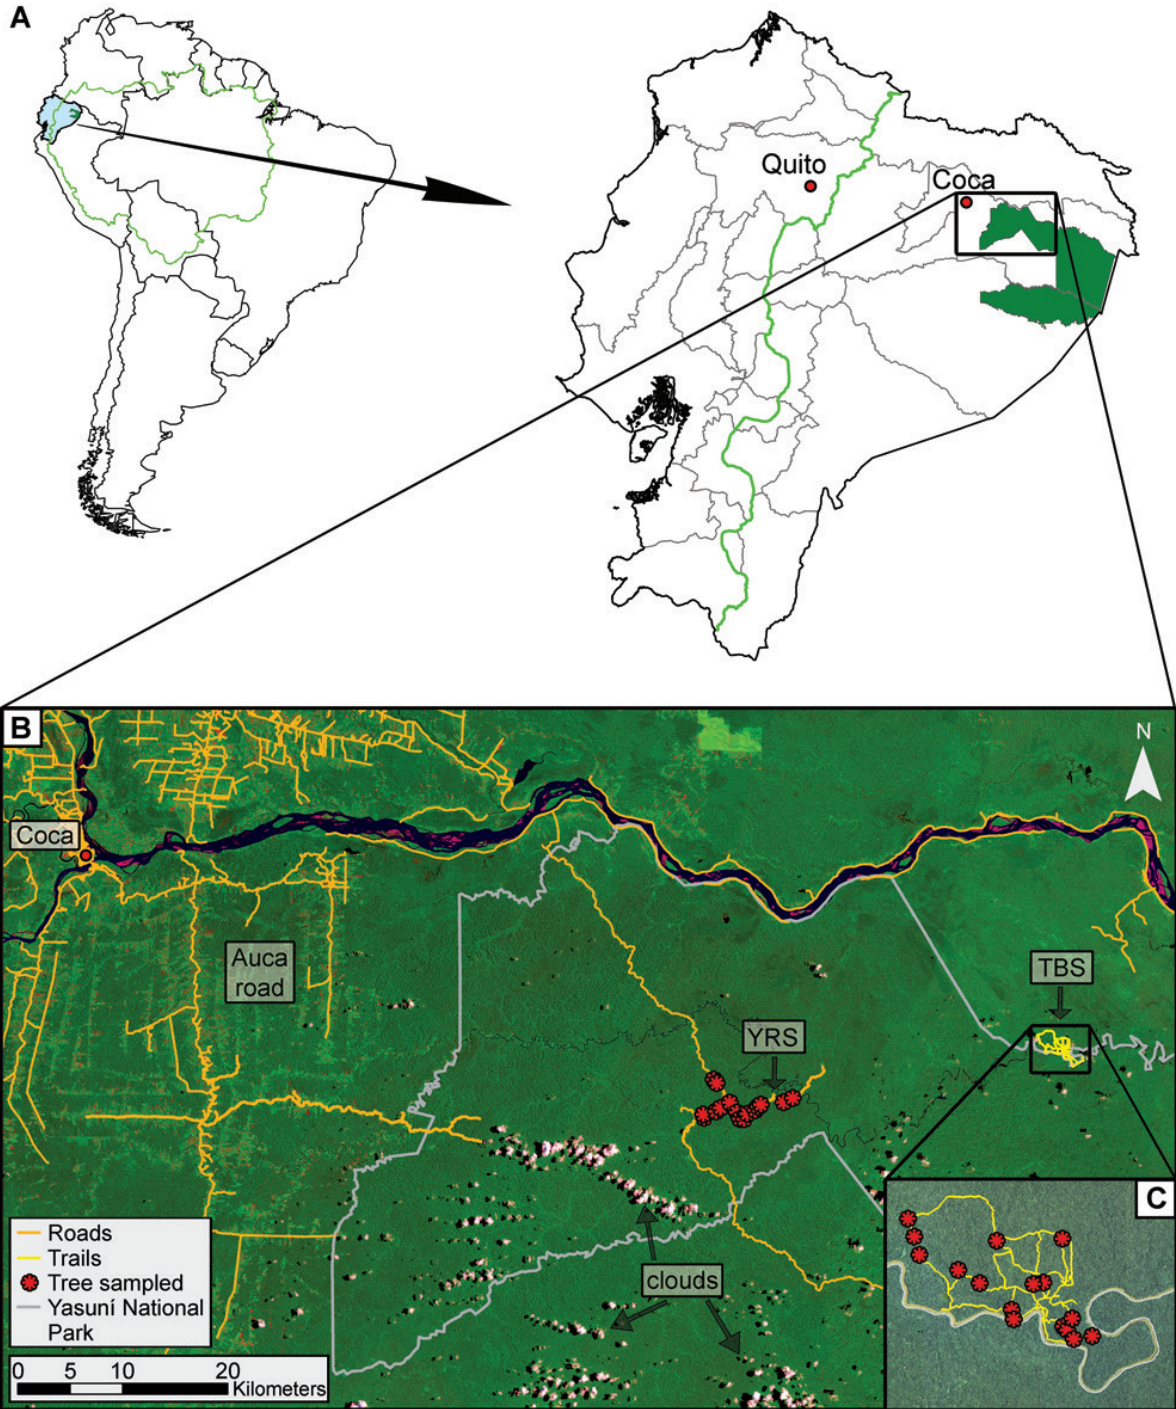 A
Quito
Coca
B
N
Coca
Auca
road
TBS
YRS
C
clouds
Roads
Trails
Tree sampled
Yasuní National
Park
0 5 10 20
Kilometers